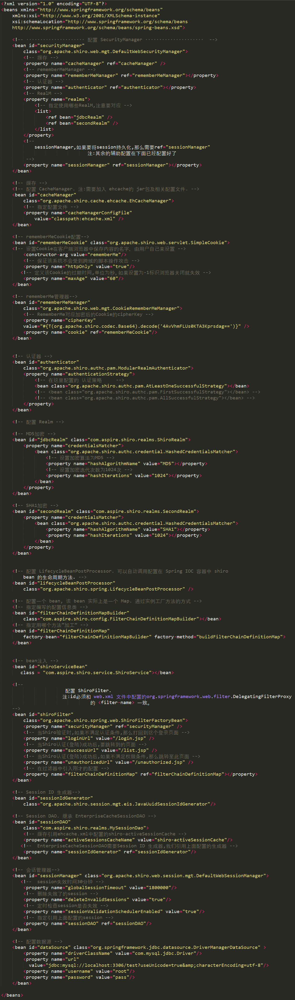 <?xml version="1.0" encoding="UTF-8"?>
<beans xmlns="http://www.springframework.org/schema/beans"
    xmlns:xsi="http://www.w3.org/2001/XMLSchema-instance"
    xsi:schemaLocation="http://www.springframework.org/schema/beans
    http://www.springframework.org/schema/beans/spring-beans.xsd">

    <!-- ····················· 配置 SecurityManager ·····················  -->
    <bean id="securityManager"
        class="org.apache.shiro.web.mgt.DefaultWebSecurityManager">
        <!-- 缓存 -->
        <property name="cacheManager" ref="cacheManager" />
        <!-- rememberMeManager -->
        <property name="rememberMeManager" ref="rememberMeManager"></property>
        <!-- 认证器 -->
        <property name="authenticator" ref="authenticator"></property>
        <!-- RealM -->
        <property name="realms">
            <!-- 指定使用哪些RealM,注意要对应 -->
            <list>
                <ref bean="jdbcRealm" />
                <ref bean="secondRealm" />
            </list>
        </property>
        <!--
            sessionManager,如果要将session持久化,那么需要ref="sessionManager"
                               注:其余的辅助配置在下面已经配置好了
         -->
        <property name="sessionManager" ref="sessionManager"></property>
    </bean>

    <!-- 缓存 -->
    <!-- 配置 CacheManager. 注:需要加入 ehcache的 jar包及相关配置文件. -->
    <bean id="cacheManager"
        class="org.apache.shiro.cache.ehcache.EhCacheManager">
        <!-- 指定配置文件 -->
        <property name="cacheManagerConfigFile"
            value="classpath:ehcache.xml" />
    </bean>

    <!-- rememberMeCookie配置-->
    <bean id="rememberMeCookie" class="org.apache.shiro.web.servlet.SimpleCookie">
    <!-- 设置Cookie在客户端浏览器中保存内容的名字, 由用户自己来设置 -->
        <constructor-arg value="rememberMe"/>
        <!-- 保证该系统不会受到跨域的脚本操作攻击 -->
        <property name="httpOnly" value="true"/>
       <!-- 定义该Cookie的过期时间,单位为秒。如果设置为-1标识浏览器关闭就失效 -->
        <property name="maxAge" value="60"/>
    </bean>

    <!-- rememberMe管理器-->
    <bean id="rememberMeManager"
        class="org.apache.shiro.web.mgt.CookieRememberMeManager">
        <!-- RememberMe对应加密后的Cookie的cipherKey -->
        <property name="cipherKey"
        value="#{T(org.apache.shiro.codec.Base64).decode('4AvVhmFLUs0KTA3Kprsdag==')}" />
        <property name="cookie" ref="rememberMeCookie"/>
    </bean>


    <!-- 认证器 -->
    <bean id="authenticator"
        class="org.apache.shiro.authc.pam.ModularRealmAuthenticator">
        <property name="authenticationStrategy">
            <!-- 在这里配置的 认证策略     -->
            <bean class="org.apache.shiro.authc.pam.AtLeastOneSuccessfulStrategy"></bean>
            <!-- <bean class="org.apache.shiro.authc.pam.FirstSuccessfulStrategy"></bean> -->
            <!-- <bean class="org.apache.shiro.authc.pam.AllSuccessfulStrategy"></bean> -->
        </property>
    </bean>

    <!-- 配置 Realm -->

    <!-- MD5加密 -->
    <bean id="jdbcRealm" class="com.aspire.shiro.realms.ShiroRealm">
        <property name="credentialsMatcher">
            <bean class="org.apache.shiro.authc.credential.HashedCredentialsMatcher">
                <!-- 设置加密算法为MD5 -->
                <property name="hashAlgorithmName" value="MD5"></property>
                <!-- 设置加密迭代次数为1024次 -->
                <property name="hashIterations" value="1024"></property>
            </bean>
        </property>
    </bean>

    <!-- SHA1加密 -->
    <bean id="secondRealm" class="com.aspire.shiro.realms.SecondRealm">
        <property name="credentialsMatcher">
            <bean class="org.apache.shiro.authc.credential.HashedCredentialsMatcher">
                <property name="hashAlgorithmName" value="SHA1"></property>
                <property name="hashIterations" value="1024"></property>
            </bean>
        </property>
    </bean>


    <!-- 配置 LifecycleBeanPostProcessor. 可以自动调用配置在 Spring IOC 容器中 shiro
        bean 的生命周期方法. -->
    <bean id="lifecycleBeanPostProcessor"
        class="org.apache.shiro.spring.LifecycleBeanPostProcessor" />

    <!-- 配置一个 bean, 该 bean 实际上是一个 Map. 通过实例工厂方法的方式 -->
    <!-- 指定编写的配置信息类 -->
    <bean id="filterChainDefinitionMapBuilder"
        class="com.aspire.shiro.config.FilterChainDefinitionMapBuilder"></bean>
    <!-- 指定用哪个方法“加工” -->
    <bean id="filterChainDefinitionMap"
        factory-bean="filterChainDefinitionMapBuilder" factory-method="buildFilterChainDefinitionMap">
    </bean>


    <!-- bean注入 -->
    <bean id="shiroServiceBean"
       class = "com.aspire.shiro.service.ShiroService"></bean>

    <!--
                       配置 ShiroFilter.
                      注:id必须和 web.xml 文件中配置的org.springframework.web.filter.DelegatingFilterProxy
                                的 <filter-name> 一致。
    -->
    <bean id="shiroFilter"
        class="org.apache.shiro.spring.web.ShiroFilterFactoryBean">
        <property name="securityManager" ref="securityManager" />
        <!-- 当Shiro验证时,如果不满足认证条件,那么打回到这个登录页面 -->
        <property name="loginUrl" value="/login.jsp" />
        <!-- 当Shiro认证(登陆)成功后,要跳转到的页面 -->
        <property name="successUrl" value="/list.jsp" />
        <!-- 当Shiro认证(登陆)成功后,如果不满足权限条件,那么跳转至此页面 -->
        <property name="unauthorizedUrl" value="/unauthorized.jsp" />
        <!-- 在过滤器中引入刚才的配置 -->
        <property name="filterChainDefinitionMap" ref="filterChainDefinitionMap"></property>
    </bean>

    <!-- Session ID 生成器-->
    <bean id="sessionIdGenerator"
        class="org.apache.shiro.session.mgt.eis.JavaUuidSessionIdGenerator"/>

    <!-- Session DAO. 继承 EnterpriseCacheSessionDAO -->
    <bean id="sessionDAO"
        class="com.aspire.shiro.realms.MySessionDao">
        <!-- 缓存引用ehcache.xml中配置的shiro-activeSessionCache -->
        <property name="activeSessionsCacheName" value="shiro-activeSessionCache"/>
       <!--  EnterpriseCacheSessionDAO需要Session ID 生成器,我们引用上面配置的生成器 -->
        <property name="sessionIdGenerator" ref="sessionIdGenerator"/>
    </bean>

    <!-- 会话管理器-->
    <bean id="sessionManager" class="org.apache.shiro.web.session.mgt.DefaultWebSessionManager">
       <!--  session失效时间30分钟 -->
        <property name="globalSessionTimeout" value="1800000"/>
        <!-- 删除失效了的session -->
        <property name="deleteInvalidSessions" value="true"/>
        <!-- 定时检查session是否失效 -->
        <property name="sessionValidationSchedulerEnabled" value="true"/>
        <!-- 指定引用上面配置的session -->
        <property name="sessionDAO" ref="sessionDAO"/>
    </bean>

    <!-- 配置数据源 -->
    <bean id="dataSource" class="org.springframework.jdbc.datasource.DriverManagerDataSource" >
        <property name="driverClassName" value="com.mysql.jdbc.Driver"/>
        <property name="url"
          value="jdbc:mysql://localhost:3306/test?useUnicode=true&amp;characterEncoding=utf-8"/>
        <property name="username" value="root"/>
        <property name="password" value="pass"/>
    </bean>

</beans>